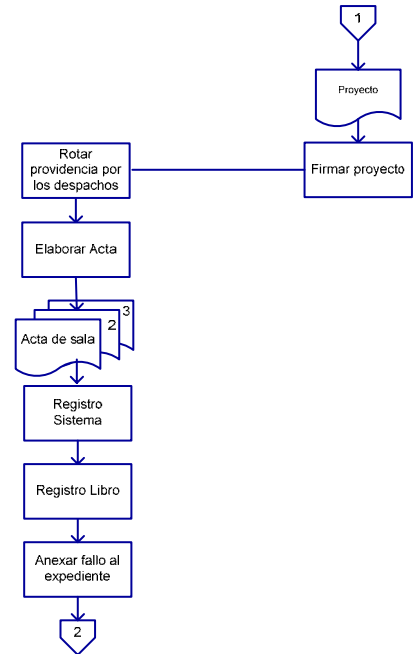 1
Proyecto
Firmar proyecto
Rotar
providencia por
los despachos
Elaborar Acta
3
2
Acta de sala
Registro
Sistema
Registro Libro
Anexar fallo al
expediente
2